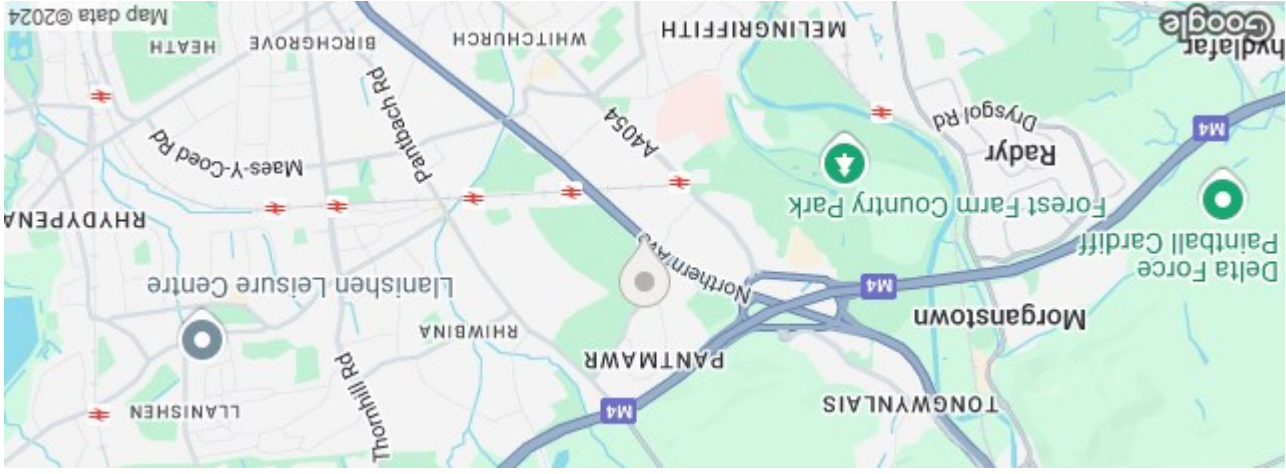 TONGWYNLAIS
M4
LLANISHEN
Thornhill Rd
PANTMAWR
RHIWBINA
Morganstown
M4
Northern Ave
Llanishen Leisure Centre
Delta Force
Paintball Cardiff
Forest Farm Country Park
RHYDYPENA
Radyr
Maes-Y-Coed Rd
M4
Drysgol Rd
A4054
Pantbach Rd
hydlafar
MELINGRIFFITH
WHITCHURCH
BIRCHGROVE
HEATH
Google
Map data ©2024